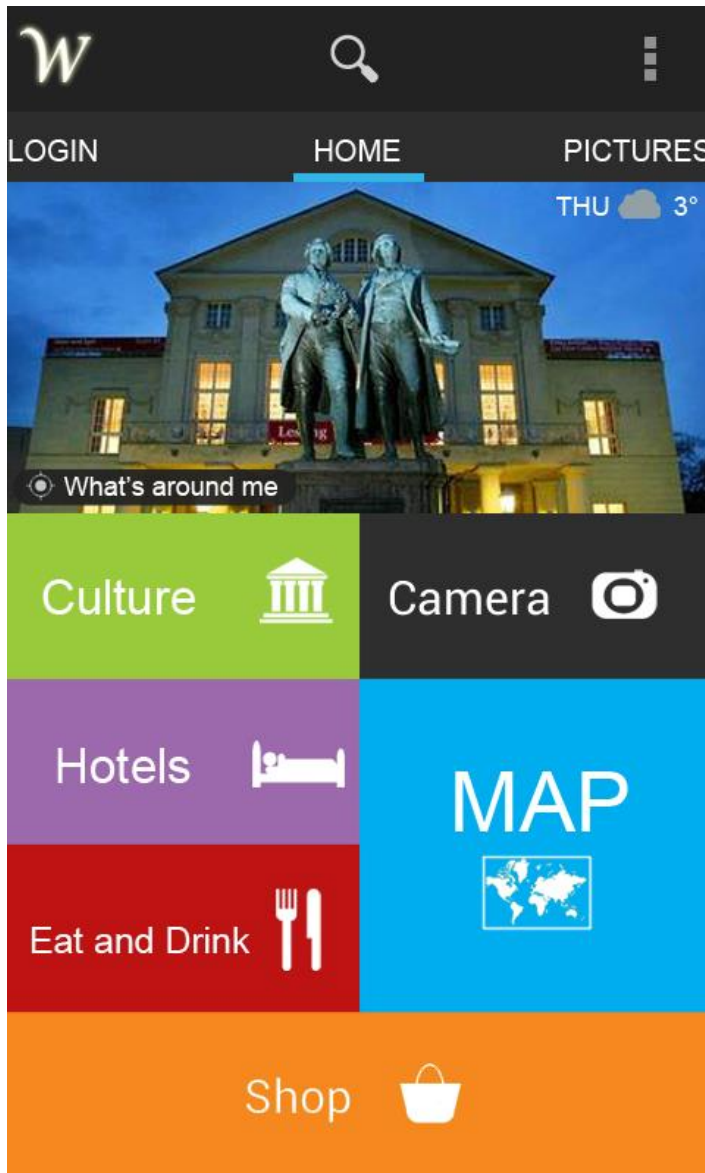 W
LOGIN HOME PICTURES
THU 3°
Lessing
What's around me
Culture
Camera
Hotels
MAP
Eat and Drink
Shop